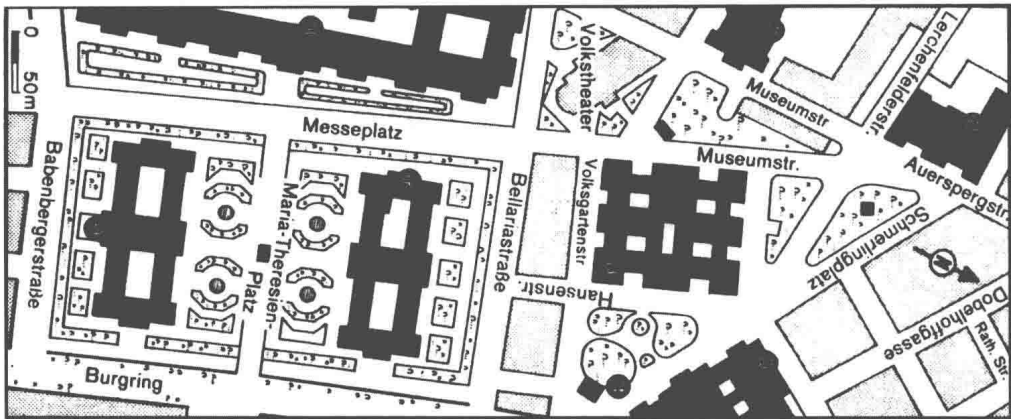 0
50m
Babenbergerstraße
Burgring
Messeplatz
Maria-Theresien-
Platz
Bellariastraße
Volkstheater
Volksgartenstr
Hansenstr.
Museumstr
Museumstr.
Lerchenfelderstr.
Auerspergstr
Schmerlingplatz
N
Doblhoffgasse
Rath. Str.